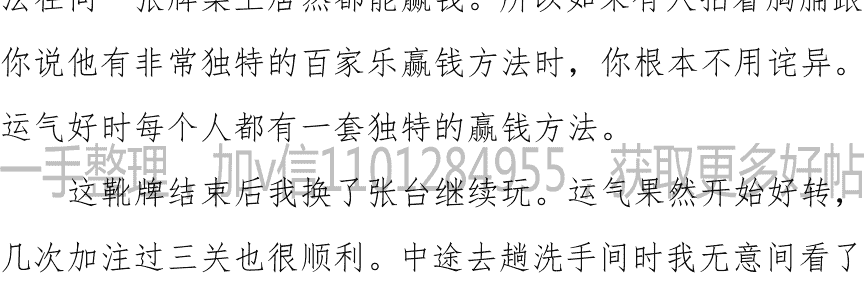 法在同一张牌桌上居然都能赢钱。所以如果有人拍着胸脯跟
你说他有非常独特的百家乐赢钱方法时，你根本不用诧异。
运气好时每个人都有一套独特的赢钱方法。
一手整理 加v信1101284955 获取更多好帖
这靴牌结束后我换了张台继续玩。运气果然开始好转，
几次加注过三关也很顺利。中途去趟洗手间时我无意间看了